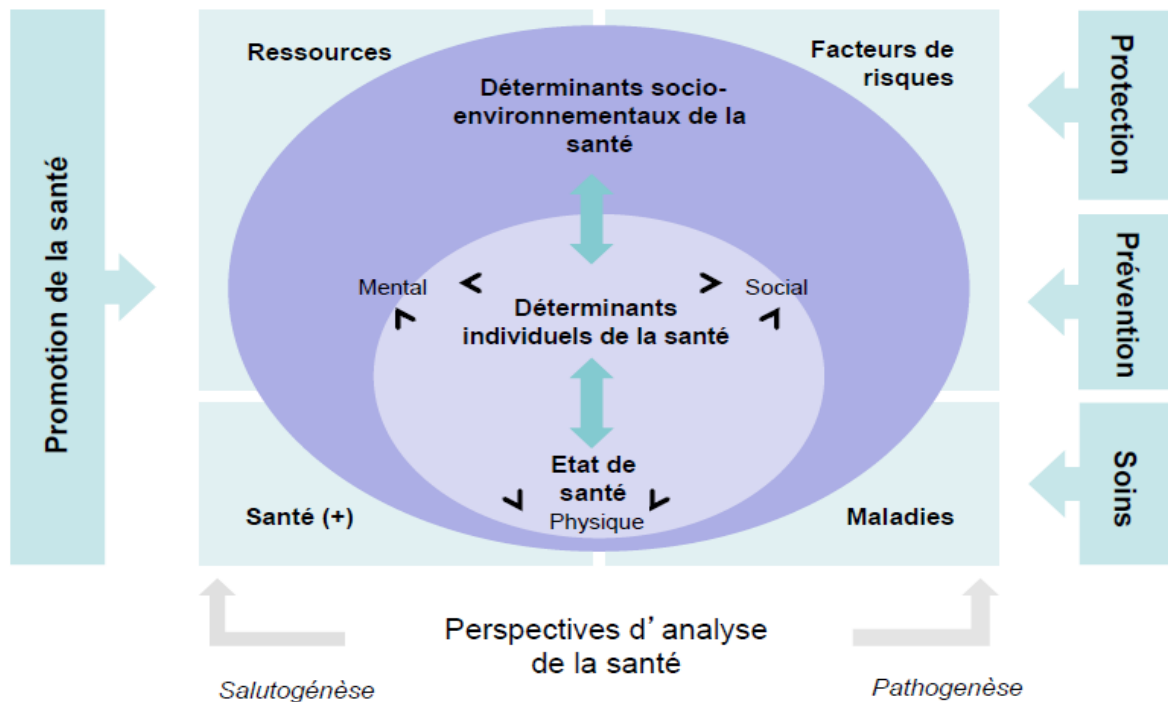 Promotion de la santé
Ressources
Facteurs de
risques
Déterminants socio-
environnementaux de la
santé
Mental
Social
Déterminants
individuels de la santé
Etat de
santé
Physique
Santé (+)
Maladies
Protection
Prévention
Soins
Perspectives d’analyse
de la santé
Salutogénèse
Pathogenèse